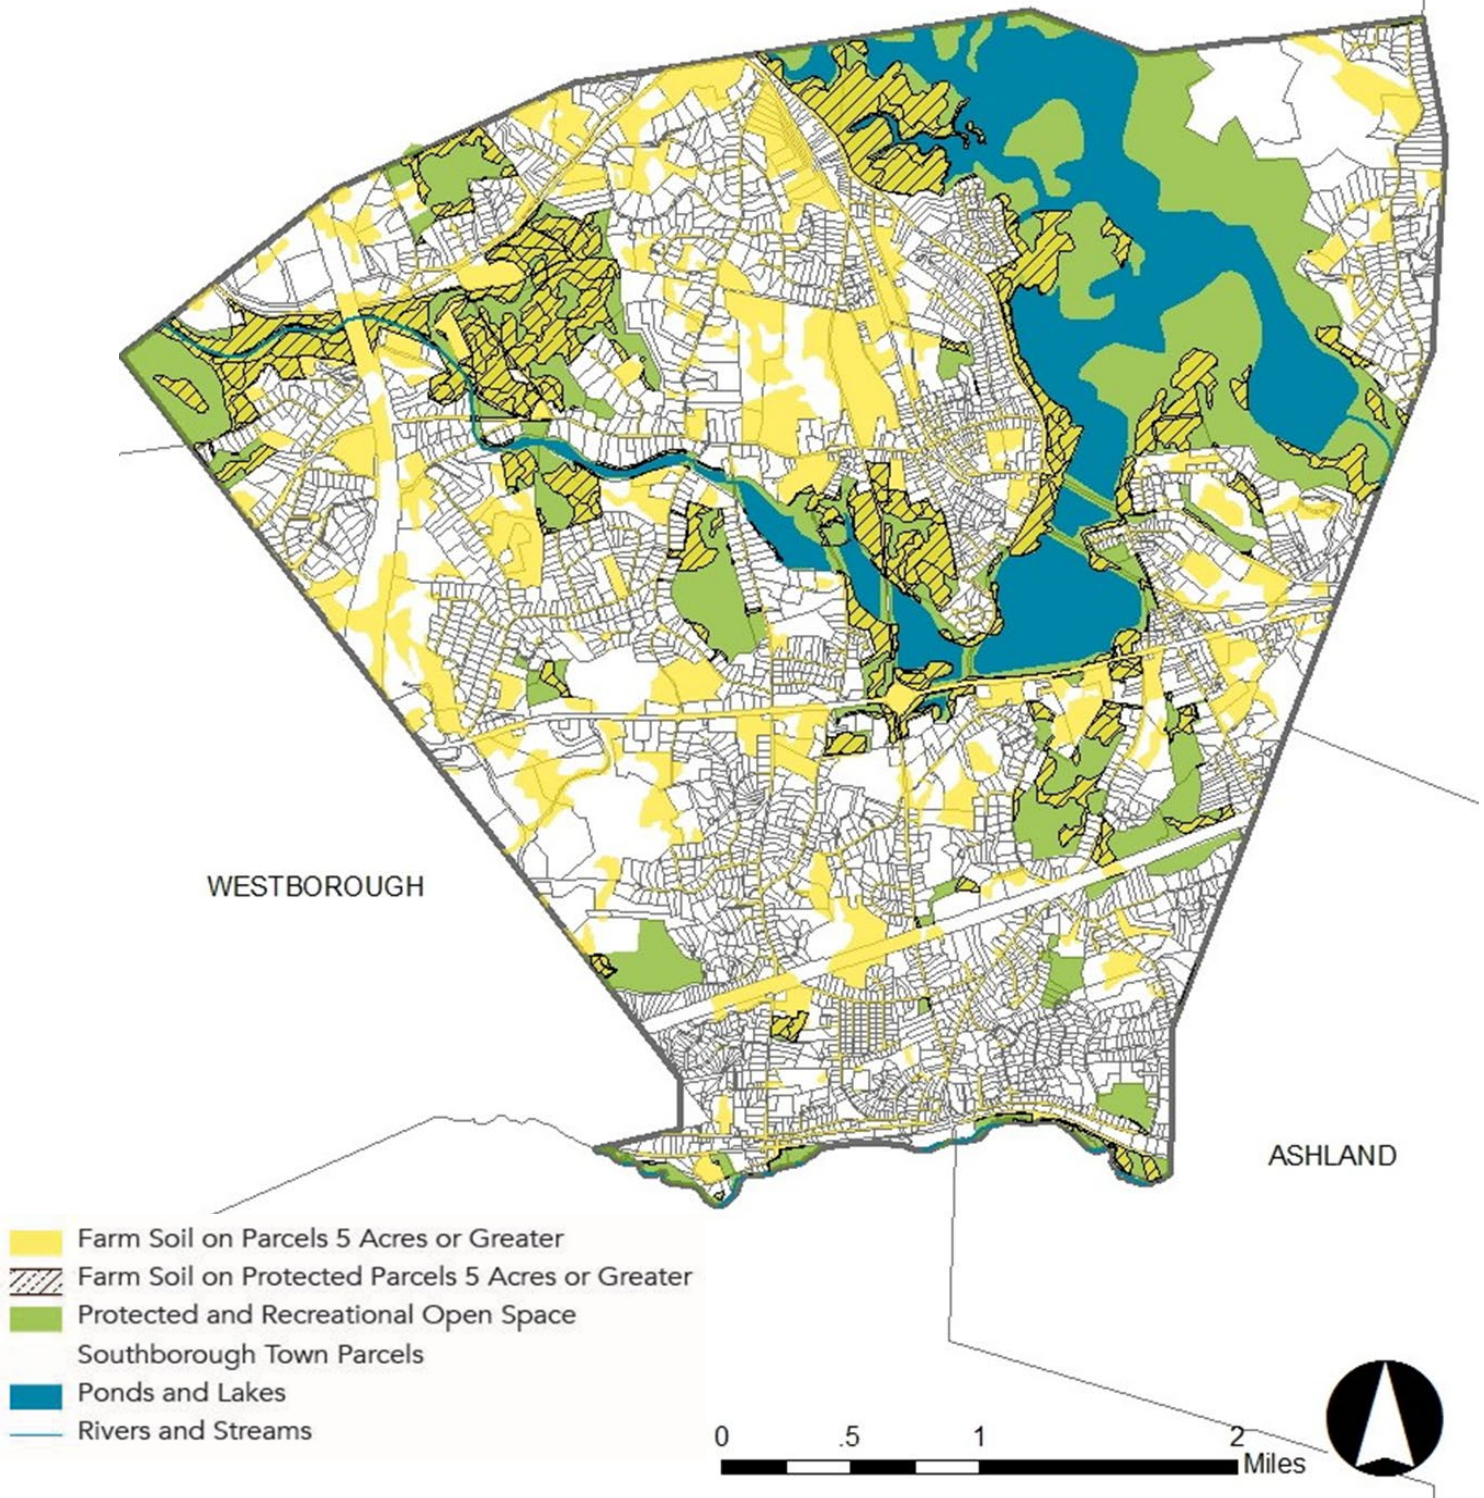 WESTBOROUGH
ASHLAND
Farm Soil on Parcels 5 Acres or Greater
Farm Soil on Protected Parcels 5 Acres or Greater
Protected and Recreational Open Space
Southborough Town Parcels
Ponds and Lakes
Rivers and Streams
0 .5 1 2
Miles